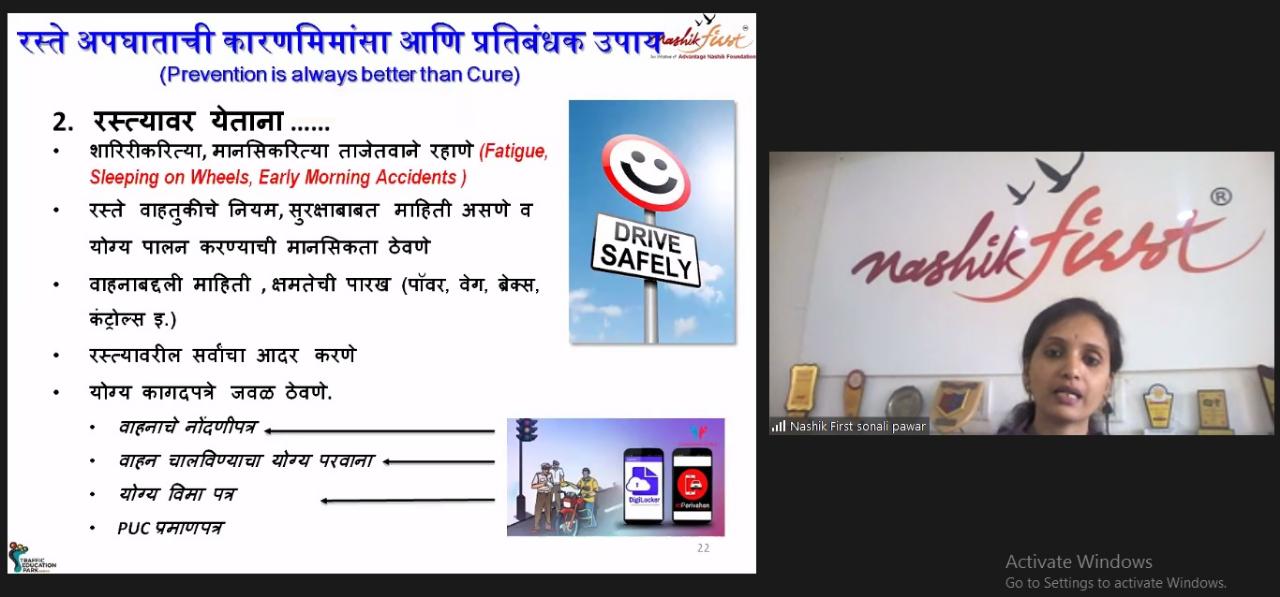 रस्ते अपघाताची कारणमिमांसा आणि प्रतिबंधक उपाय
nashik first
An Initiative of Advantage Nashik Foundation
(Prevention is always better than Cure)
2. रस्त्यावर येताना ......
• शारिरीकरित्या, मानसिकरित्या ताजेतवाने रहाणे (Fatigue,
Sleeping on Wheels, Early Morning Accidents )
• रस्ते वाहतुकीचे नियम, सुरक्षाबाबत माहिती असणे व
योग्य पालन करण्याची मानसिकता ठेवणे
• वाहनाबद्दली माहिती , क्षमतेची पारख (पॉवर, वेग, ब्रेक्स,
कंट्रोल्स इ.)
• रस्त्यावरील सर्वांचा आदर करणे
• योग्य कागदपत्रे जवळ ठेवणे.
• वाहनाचे नोंदणीपत्र
• वाहन चालविण्याचा योग्य परवाना
• योग्य विमा पत्र
• PUC प्रमाणपत्र
DRIVE
SAFELY
DigiLocker
mParivahan
22
TRAFFIC
EDUCATION
PARK
nashik first ®
Nashik First sonali pawar
Activate Windows
Go to Settings to activate Windows.